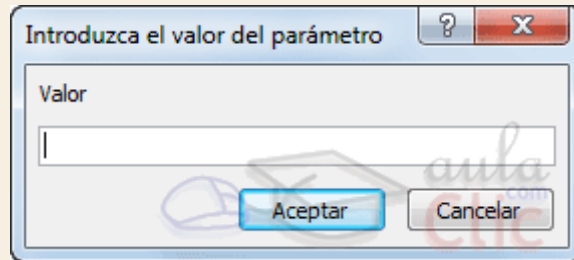 Introduzca el valor del parámetro
Valor
Aceptar
Cancelar
aula
.com
Clic